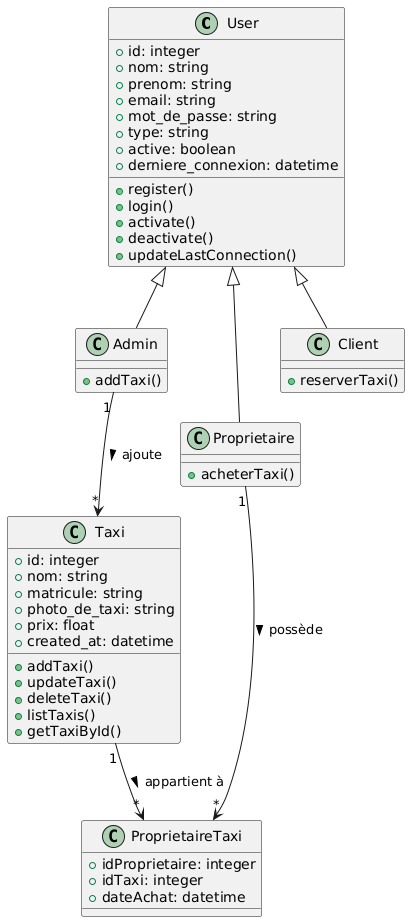 C User
id: integer
nom: string
prenom: string
email: string
mot_de_passe: string
type: string
active: boolean
derniere_connexion: datetime
register()
login()
activate()
deactivate()
updateLastConnection()
C Admin
addTaxi()
C Client
reserverTaxi()
1
ajoute
*
C Proprietaire
acheterTaxi()
1
possède
*
C Taxi
id: integer
nom: string
matricule: string
photo_de_taxi: string
prix: float
created_at: datetime
addTaxi()
updateTaxi()
deleteTaxi()
listTaxis()
getTaxiById()
1
appartient à
*
C ProprietaireTaxi
idProprietaire: integer
idTaxi: integer
dateAchat: datetime